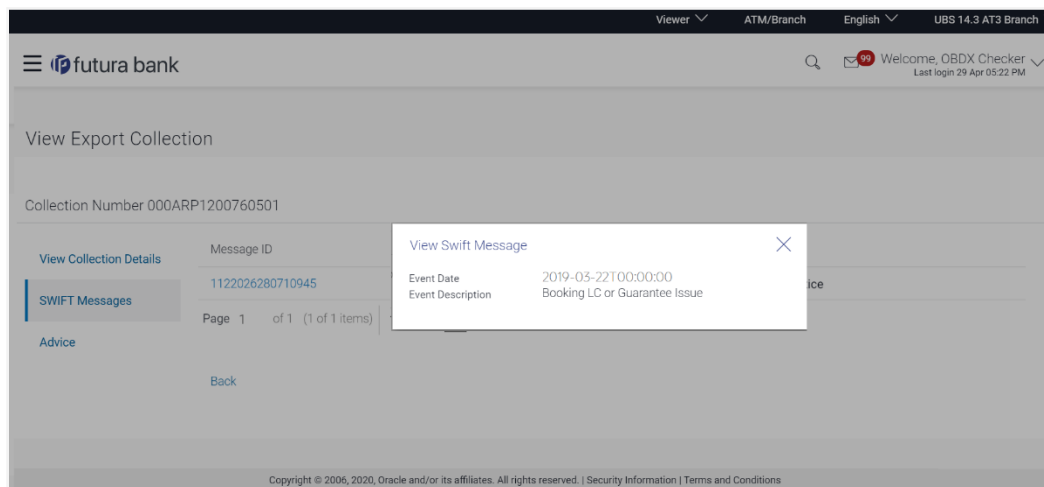 Viewer ATM/Branch English UBS 14.3 AT3 Branch
futura bank
99 Welcome, OBDX Checker
Last login 29 Apr 05:22 PM
View Export Collection
Collection Number 000ARP1200760501
View Collection Details
SWIFT Messages
Advice
Message ID
1122026280710945
Page 1 of 1 (1 of 1 items)
Back
View Swift Message
Event Date 2019-03-22T00:00:00
Event Description Booking LC or Guarantee Issue
Copyright © 2006, 2020, Oracle and/or its affiliates. All rights reserved. | Security Information | Terms and Conditions